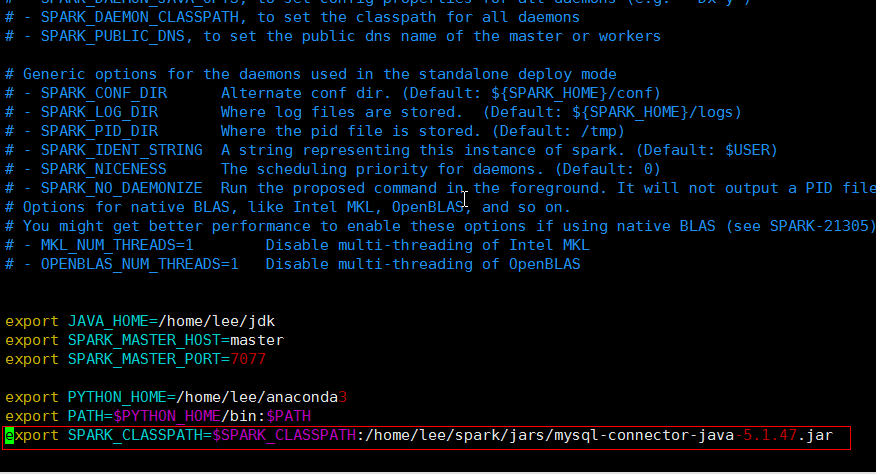 # - SPARK_DAEMON_CLASSPATH, to set the classpath for all daemons
# - SPARK_PUBLIC_DNS, to set the public dns name of the master or workers
# Generic options for the daemons used in the standalone deploy mode
# - SPARK_CONF_DIR      Alternate conf dir. (Default: ${SPARK_HOME}/conf)
# - SPARK_LOG_DIR       Where log files are stored.  (Default: ${SPARK_HOME}/logs)
# - SPARK_PID_DIR       Where the pid file is stored. (Default: /tmp)
# - SPARK_IDENT_STRING  A string representing this instance of spark. (Default: $USER)
# - SPARK_NICENESS      The scheduling priority for daemons. (Default: 0)
# - SPARK_NO_DAEMONIZE  Run the proposed command in the foreground. It will not output a PID file
# Options for native BLAS, like Intel MKL, OpenBLAS, and so on.
# You might get better performance to enable these options if using native BLAS (see SPARK-21305)
# - MKL_NUM_THREADS=1        Disable multi-threading of Intel MKL
# - OPENBLAS_NUM_THREADS=1   Disable multi-threading of OpenBLAS
export JAVA_HOME=/home/lee/jdk
export SPARK_MASTER_HOST=master
export SPARK_MASTER_PORT=7077
export PYTHON_HOME=/home/lee/anaconda3
export PATH=$PYTHON_HOME/bin:$PATH
export SPARK_CLASSPATH=$SPARK_CLASSPATH:/home/lee/spark/jars/mysql-connector-java-5.1.47.jar